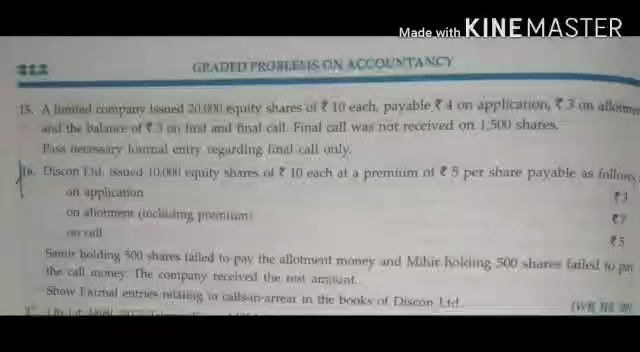 Made with KINEMASTER
212
GRADED PROBLEMS ON ACCOUNTANCY
15. A limited company issued 20,000 equity shares of ₹ 10 each, payable ₹ 4 on application, ₹ 3 on allotmen
and the balance of ₹ 3 on first and final call. Final call was not received on 1,500 shares.
Pass necessary Journal entry regarding final call only.
16. Discon Ltd. issued 10,000 equity shares of ₹ 10 each at a premium of ₹ 5 per share payable as follows:
on application ₹3
on allotment (including premium) ₹7
on call ₹5
Samir holding 500 shares failed to pay the allotment money and Mihir holding 500 shares failed to pay
the call money. The company received the rest amount.
Show Journal entries relating to calls-in-arrear in the books of Discon Ltd.